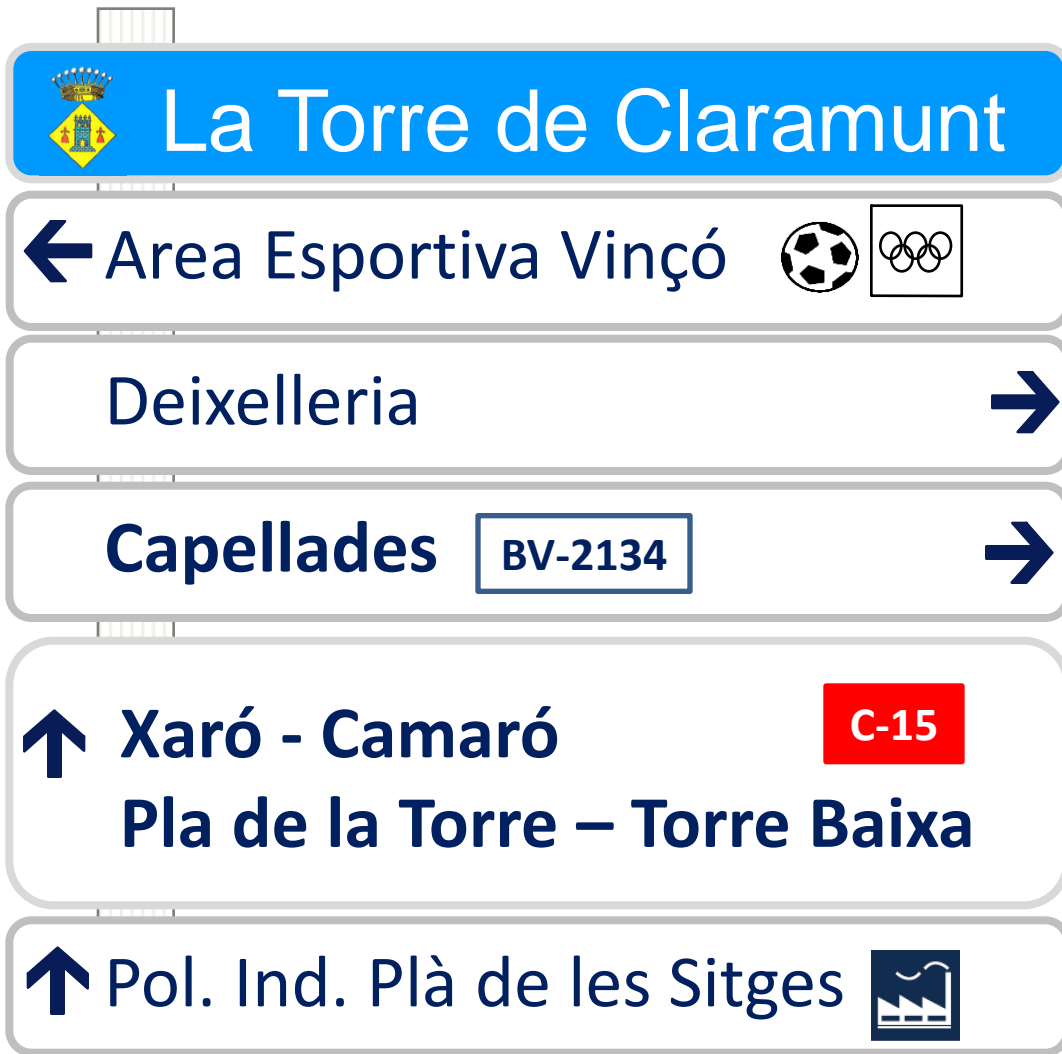 La Torre de Claramunt
Area Esportiva Vinçó
Deixelleria
Capellades BV-2134
Xaró - Camaró C-15
Pla de la Torre – Torre Baixa
Pol. Ind. Plà de les Sitges